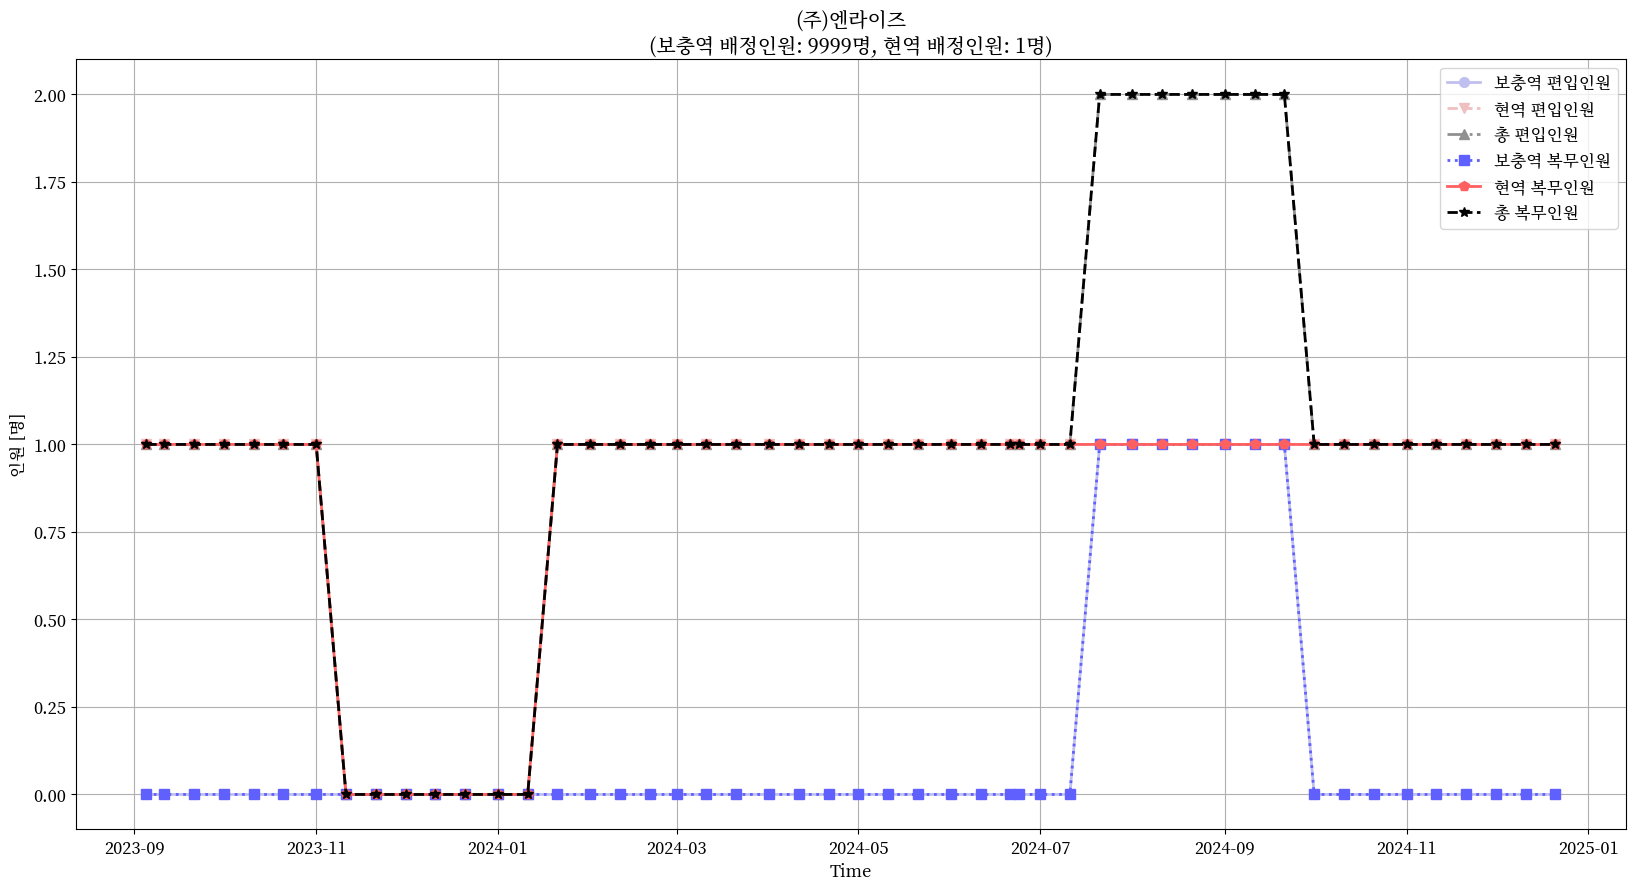 (주)엔라이즈
(보충역 배정인원: 9999명, 현역 배정인원: 1명)
보충역 편입인원
현역 편입인원
총 편입인원
보충역 복무인원
현역 복무인원
총 복무인원
2.00
1.75
1.50
1.25
1.00
0.75
0.50
0.25
0.00
인원 [명]
2023-09 2023-11 2024-01 2024-03 2024-05 2024-07 2024-09 2024-11 2025-01
Time